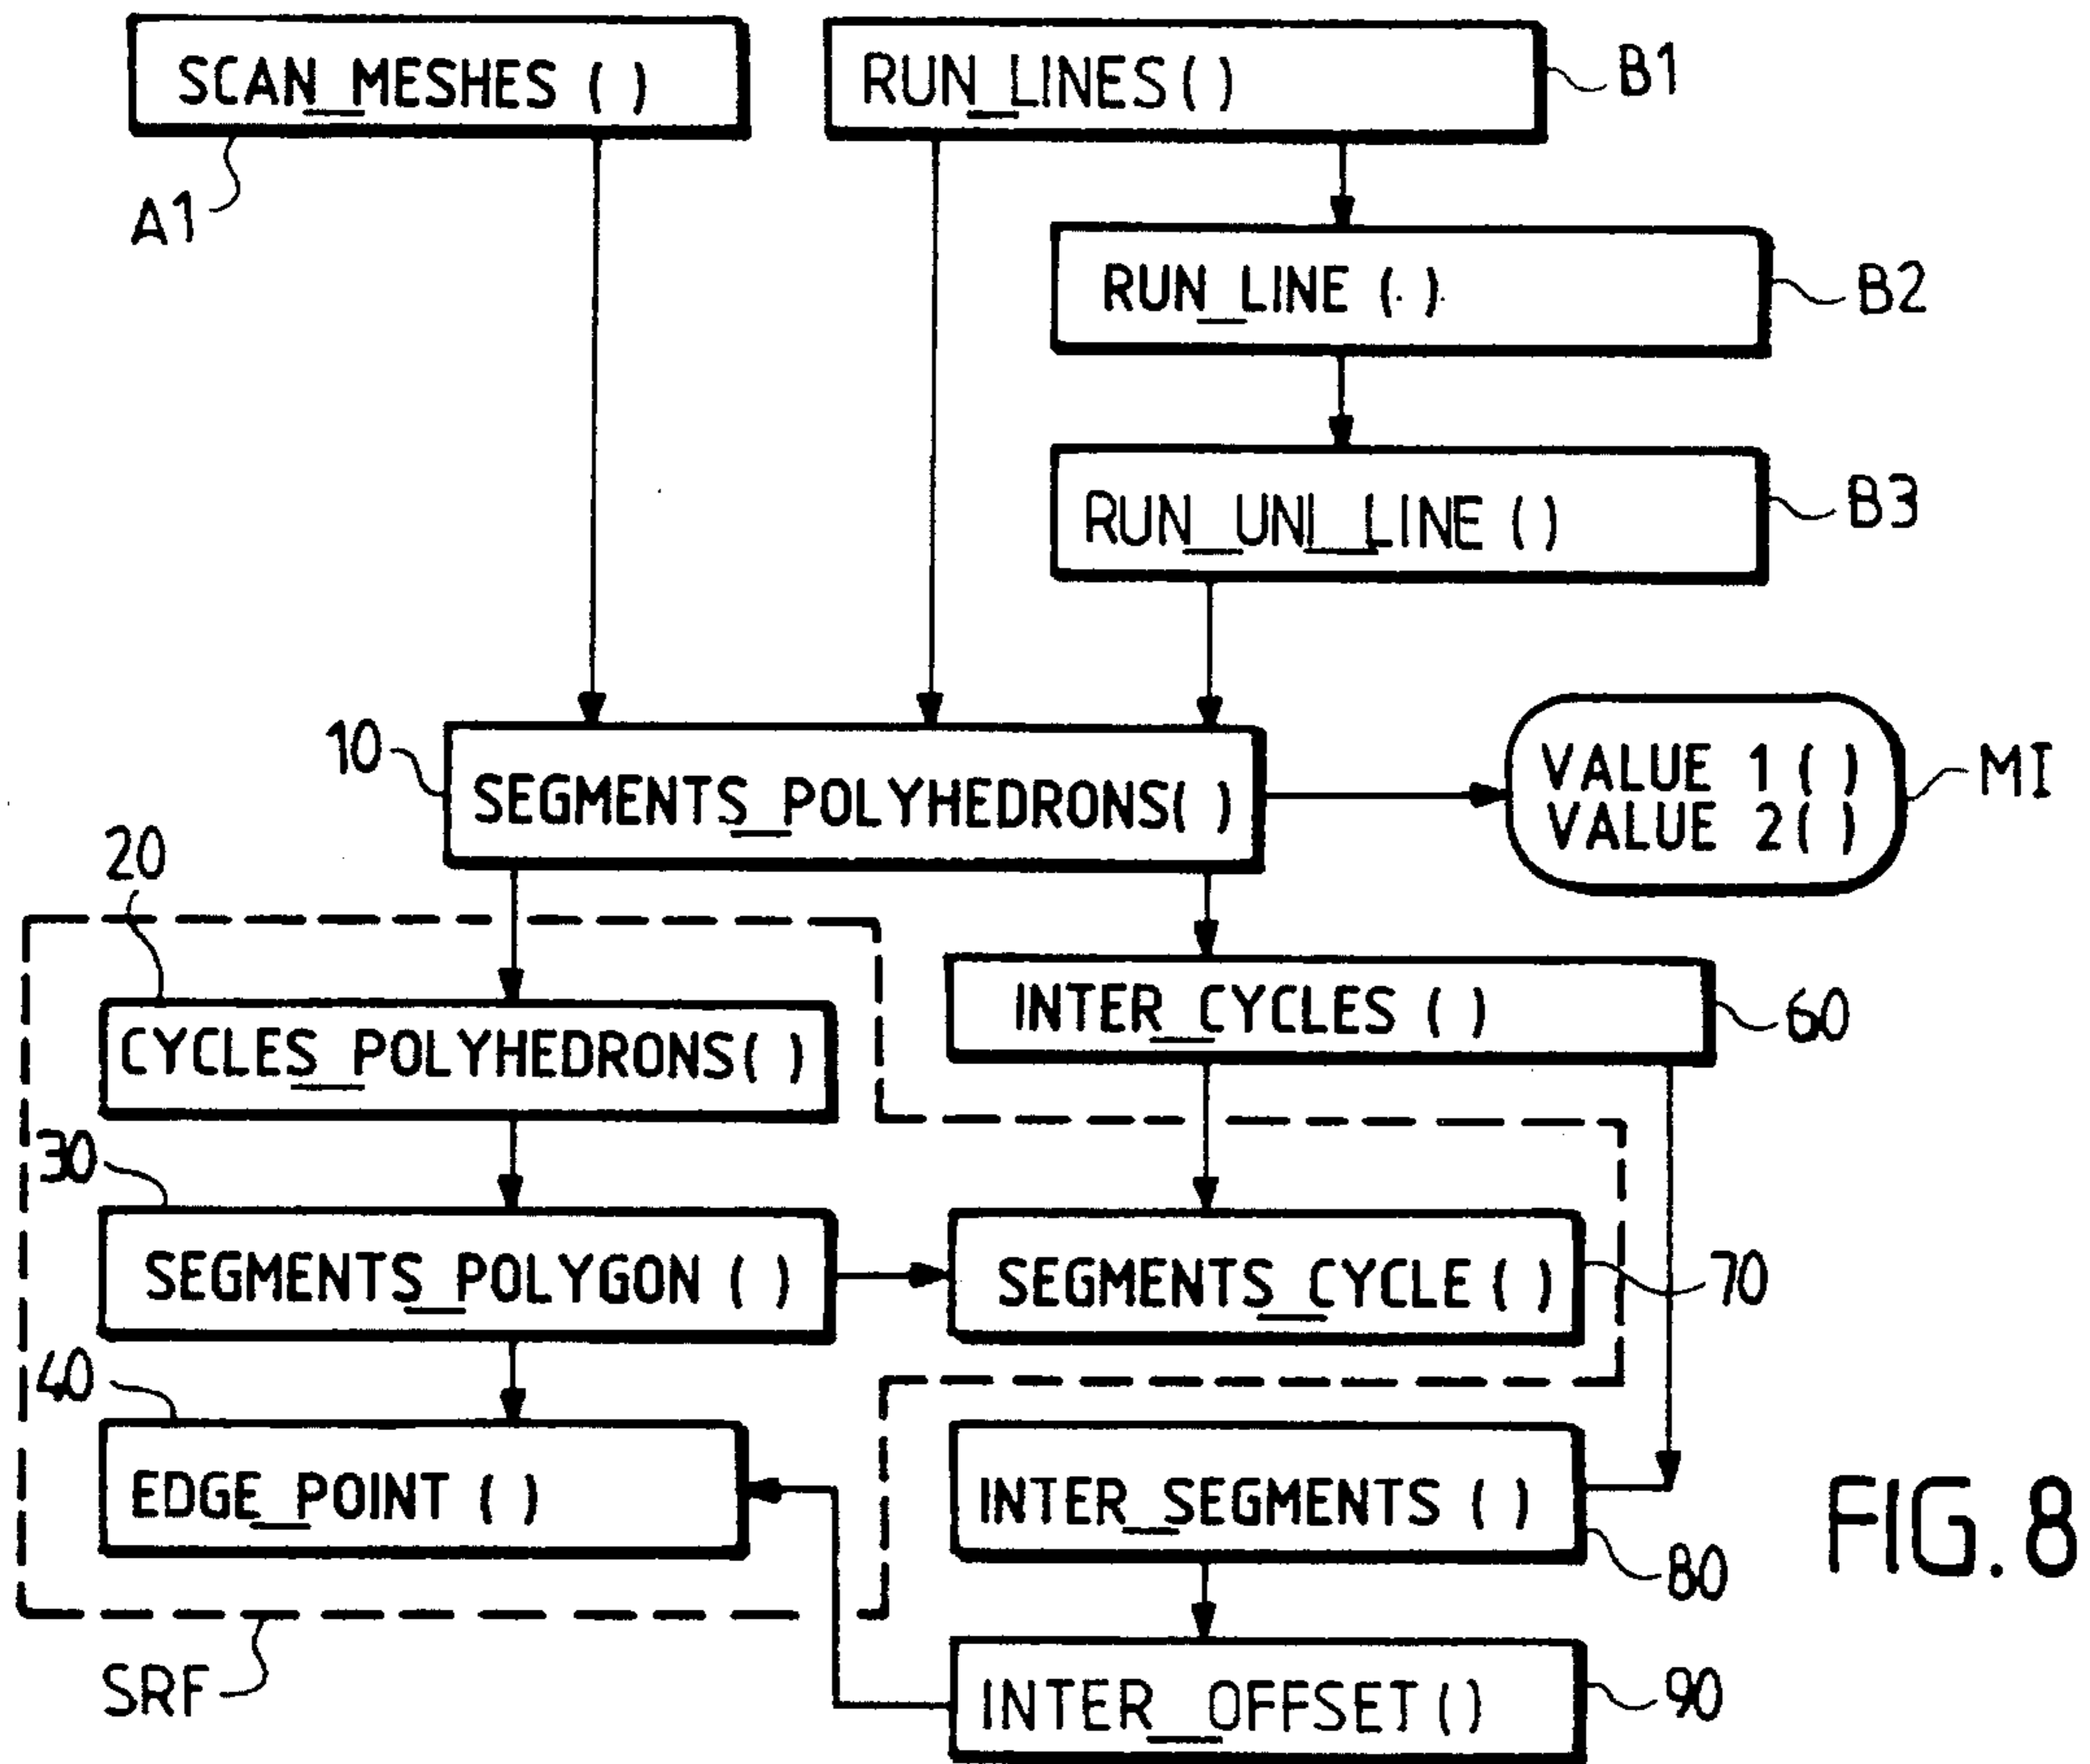 SCAN_MESHES ( )
RUN_LINES ( )
B1
A1
RUN_LINE ( )
B2
RUN_UNI_LINE ( )
B3
10
SEGMENTS_POLYHEDRONS( )
VALUE 1 ( )
VALUE 2 ( )
MI
20
CYCLES_POLYHEDRONS( )
INTER_CYCLES ( )
60
30
SEGMENTS_POLYGON ( )
SEGMENTS_CYCLE ( )
70
40
EDGE_POINT ( )
INTER_SEGMENTS ( )
80
FIG. 8
SRF
INTER_OFFSET ( )
90